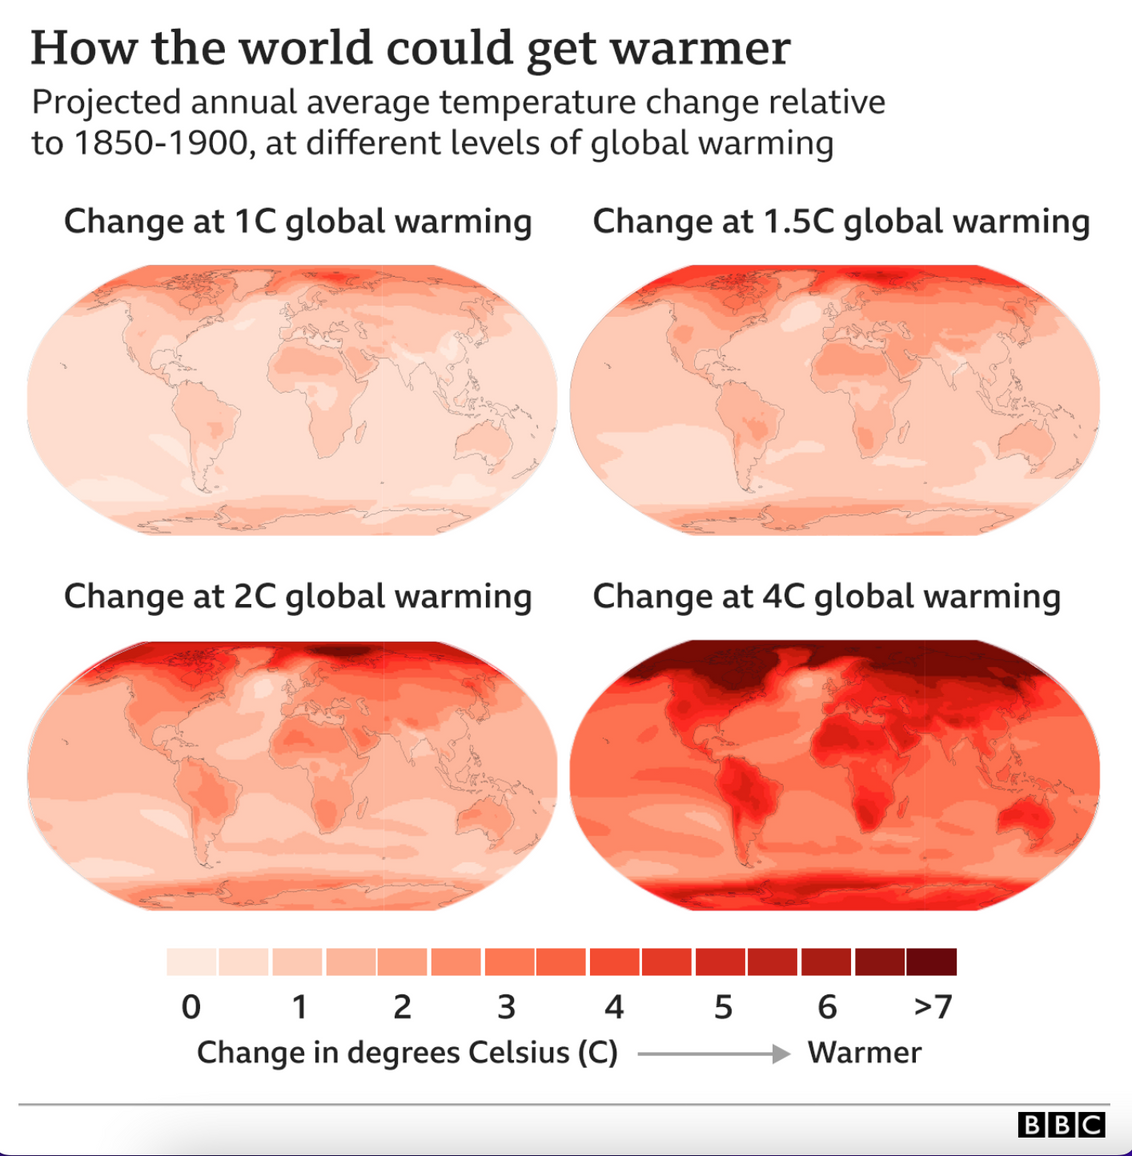 How the world could get warmer
Projected annual average temperature change relative
to 1850-1900, at different levels of global warming
Change at 1C global warming
Change at 1.5C global warming
Change at 2C global warming
Change at 4C global warming
0 1 2 3 4 5 6 >7
Change in degrees Celsius (C) Warmer
BBC